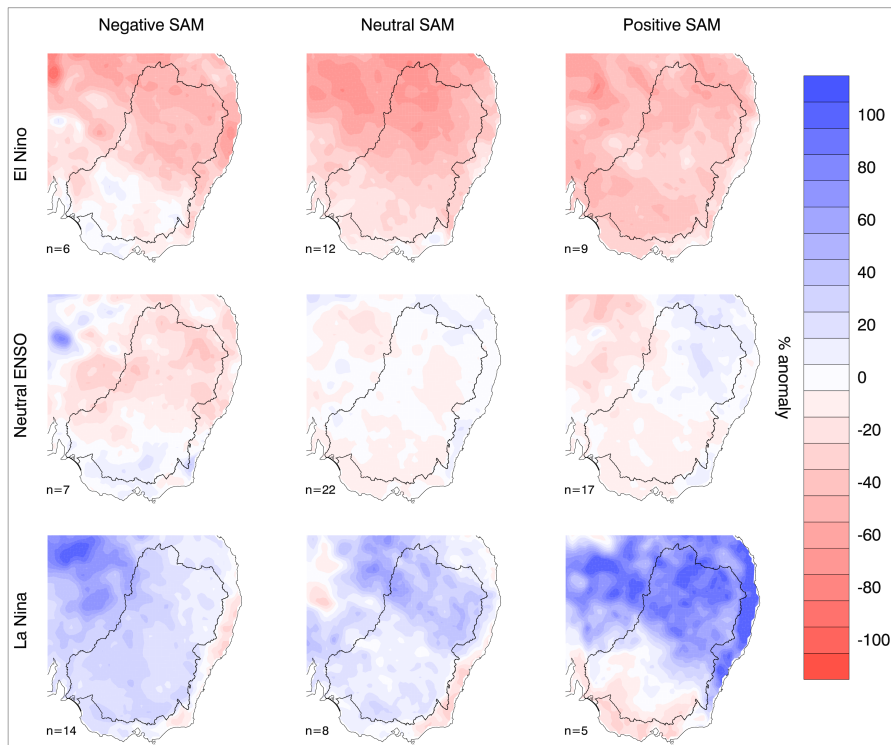 Negative SAM
Neutral SAM
Positive SAM
El Nino
n=6
n=12
n=9
Neutral ENSO
n=7
n=22
n=17
La Nina
n=14
n=8
n=5
100
80
60
40
20
0
-20
-40
-60
-80
-100
% anomaly